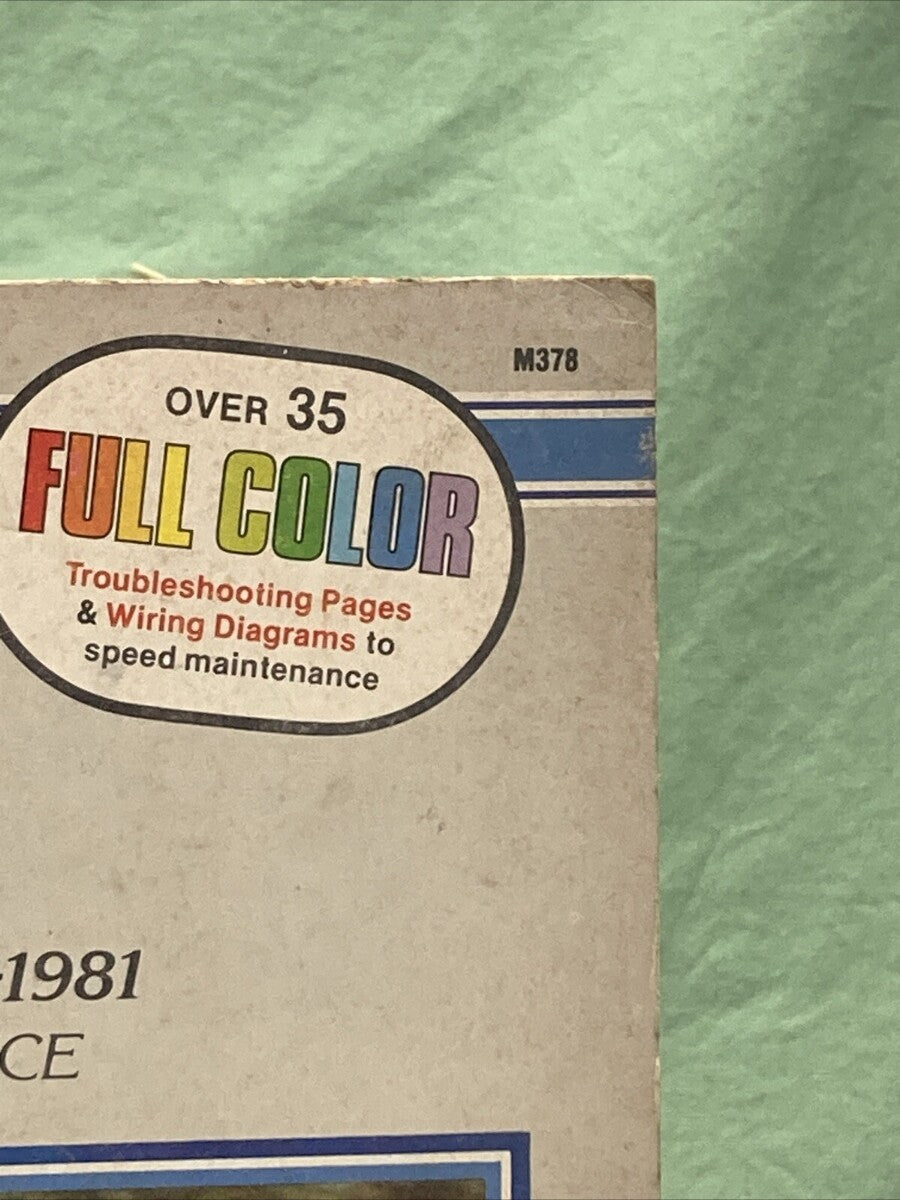 M378
OVER 35
FULL COLOR
Troubleshooting Pages
& Wiring Diagrams to
speed maintenance
-1981
CE